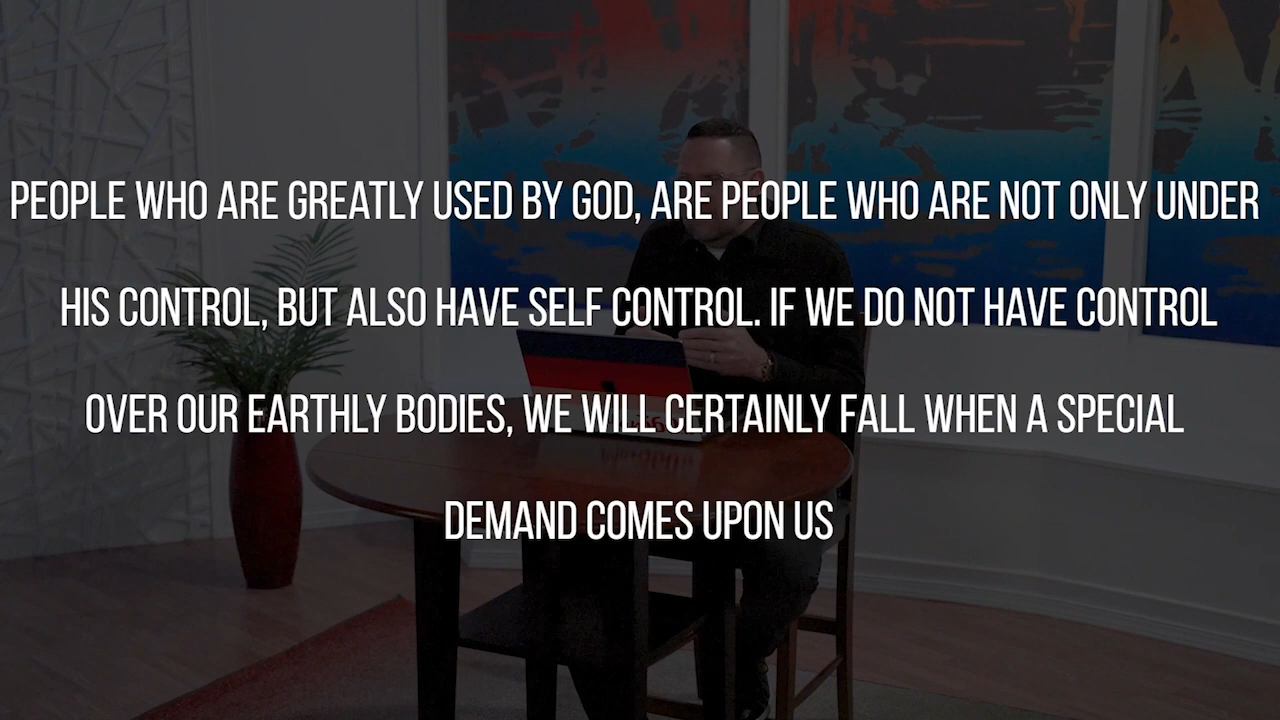 PEOPLE WHO ARE GREATLY USED BY GOD, ARE PEOPLE WHO ARE NOT ONLY UNDER
HIS CONTROL, BUT ALSO HAVE SELF CONTROL. IF WE DO NOT HAVE CONTROL
OVER OUR EARTHLY BODIES, WE WILL CERTAINLY FALL WHEN A SPECIAL
DEMAND COMES UPON US